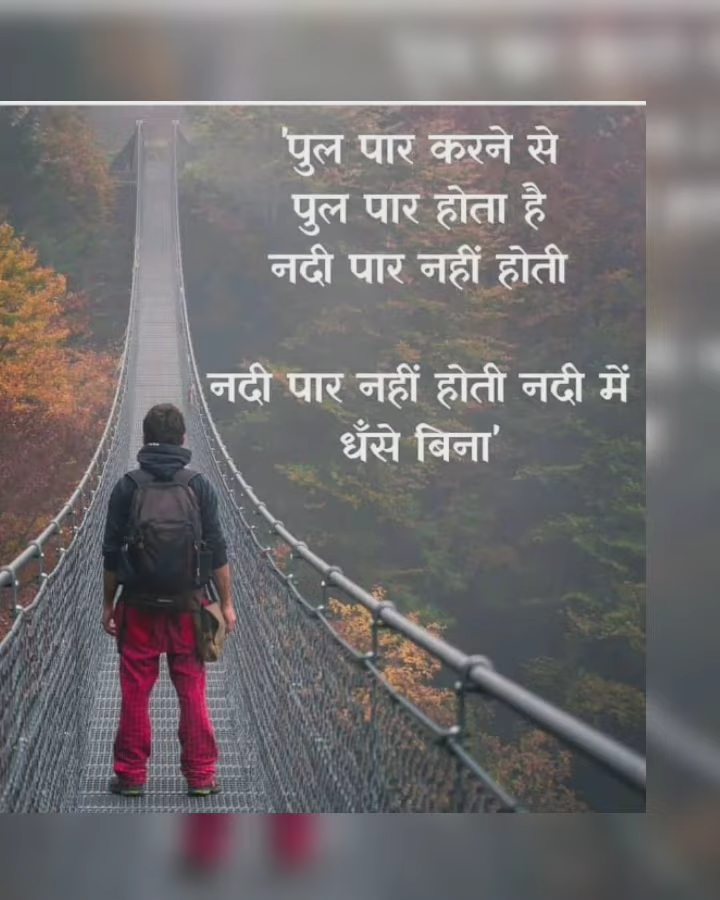 'पुल पार करने से
पुल पार होता है
नदी पार नहीं होती
नदी पार नहीं होती नदी में
धँसे बिना'